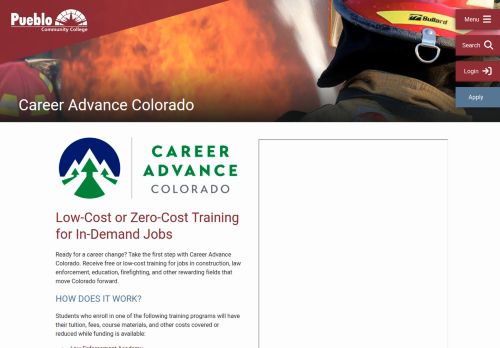 Pueblo
Community College
Bullard
Menu
Search
Login
Apply
Career Advance Colorado
CAREER
ADVANCE
COLORADO
Low-Cost or Zero-Cost Training
for In-Demand Jobs
Ready for a career change? Take the first step with Career Advance
Colorado. Receive free or low-cost training for jobs in construction, law
enforcement, education, firefighting, and other rewarding fields that
move Colorado forward.
HOW DOES IT WORK?
Students who enroll in one of the following training programs will have
their tuition, fees, course materials, and other costs covered or
reduced while funding is available:
Law Enforcement Academy